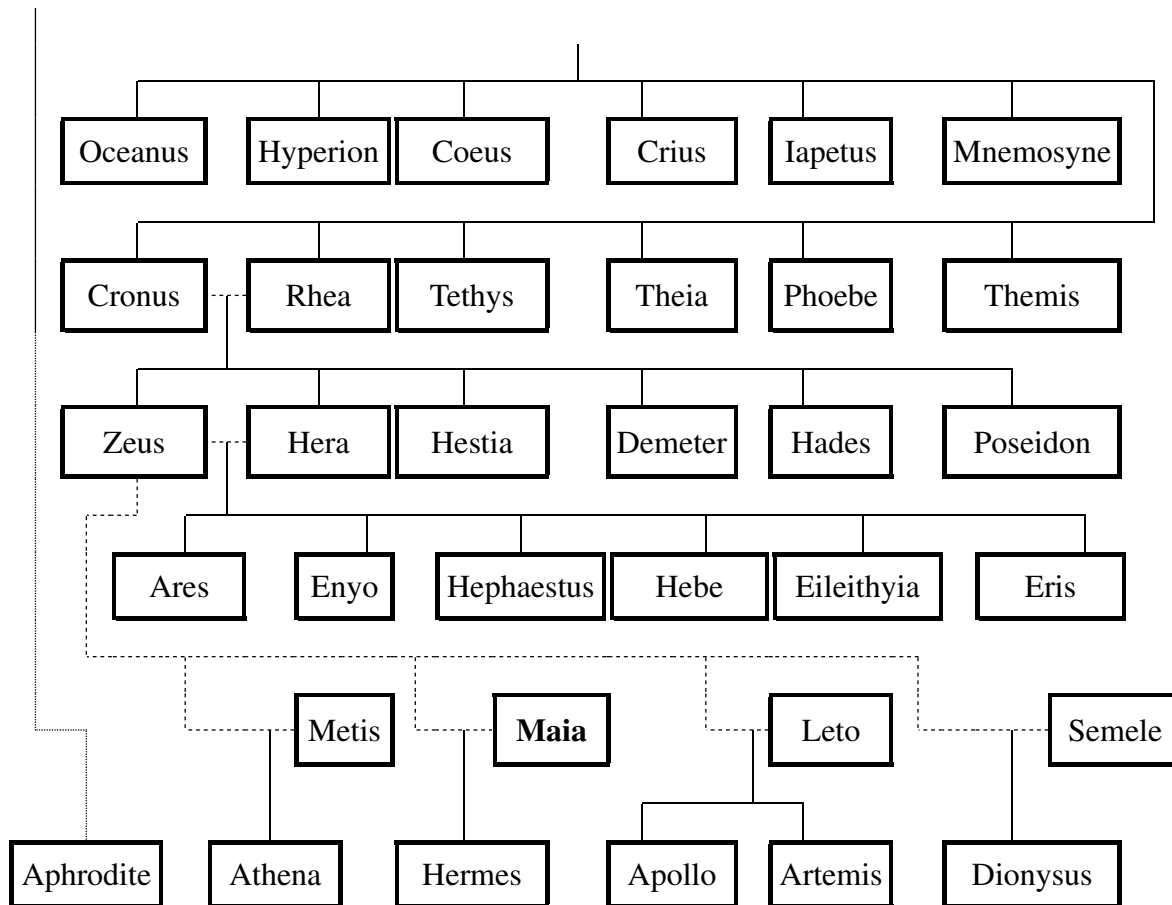 Oceanus Hyperion Coeus Crius Iapetus Mnemosyne
Cronus Rhea Tethys Theia Phoebe Themis
Zeus Hera Hestia Demeter Hades Poseidon
Ares Enyo Hephaestus Hebe Eileithyia Eris
Metis Maia Leto Semele
Aphrodite Athena Hermes Apollo Artemis Dionysus